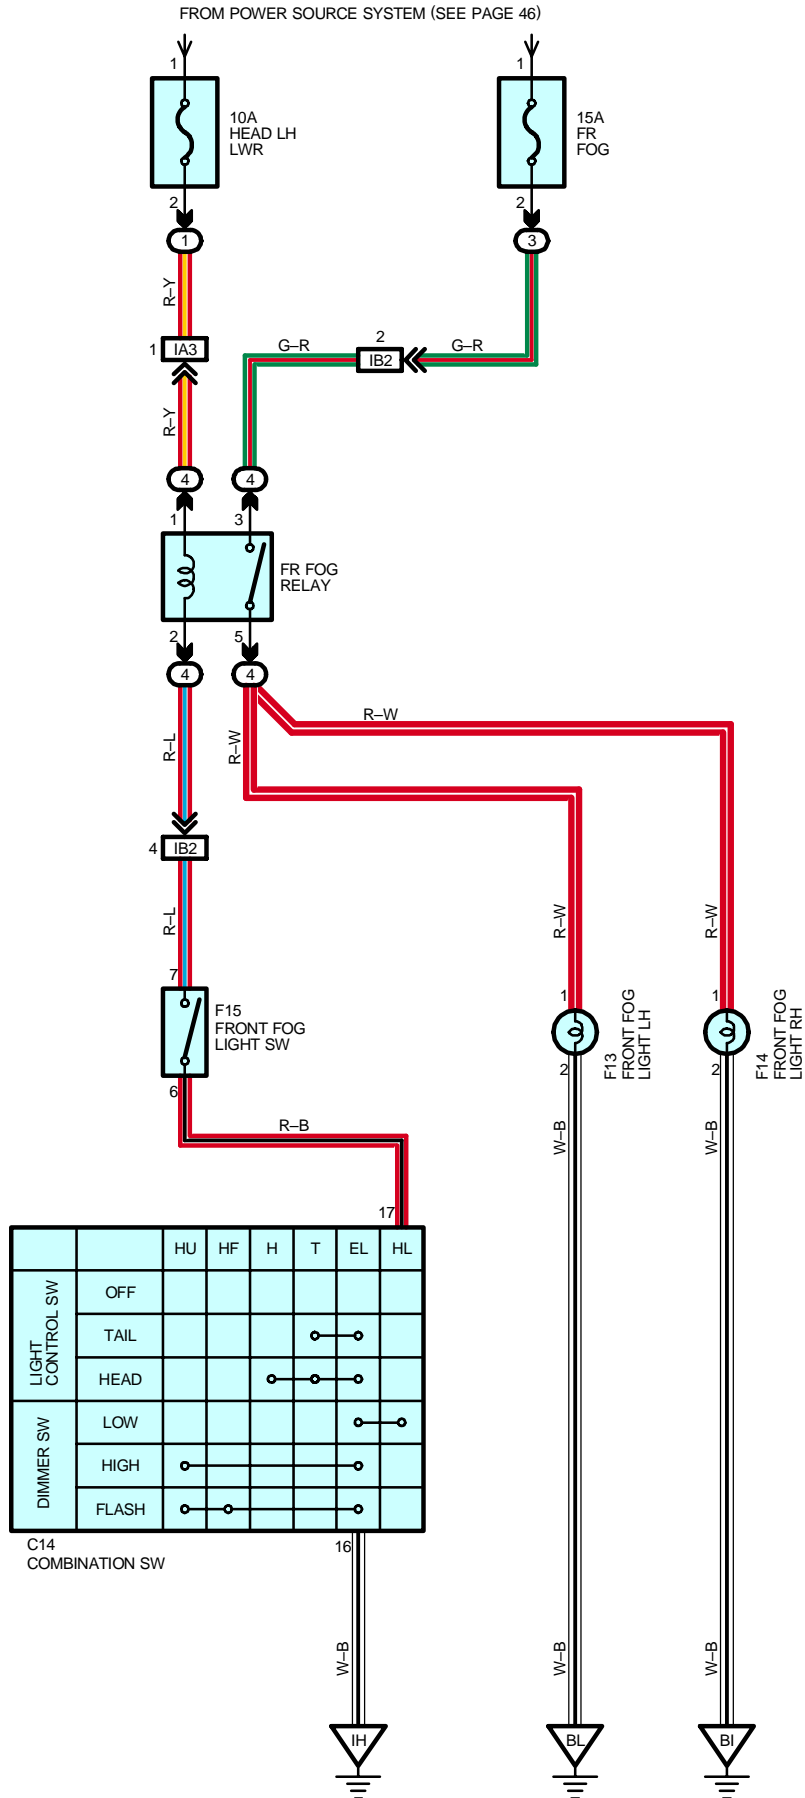 FROM POWER SOURCE SYSTEM (SEE PAGE 46)
1
1
10A
HEAD LH
LWR
15A
FR
FOG
2
2
1
3
R–Y
1
IA3
2
G–R
IB2
G–R
R–Y
4
4
1
3
FR FOG
RELAY
2
5
4
4
R–W
R–L
R–W
4
IB2
R–L
R–W
R–W
7
F15
FRONT FOG
LIGHT SW
6
1
F13
FRONT FOG
LIGHT LH
2
1
F14
FRONT FOG
LIGHT RH
2
R–B
W–B
W–B
17
HU HF H T EL HL
LIGHT
CONTROL SW
OFF
TAIL
HEAD
DIMMER SW
LOW
HIGH
FLASH
C14
COMBINATION SW
16
W–B
W–B
W–B
IH
BL
BI